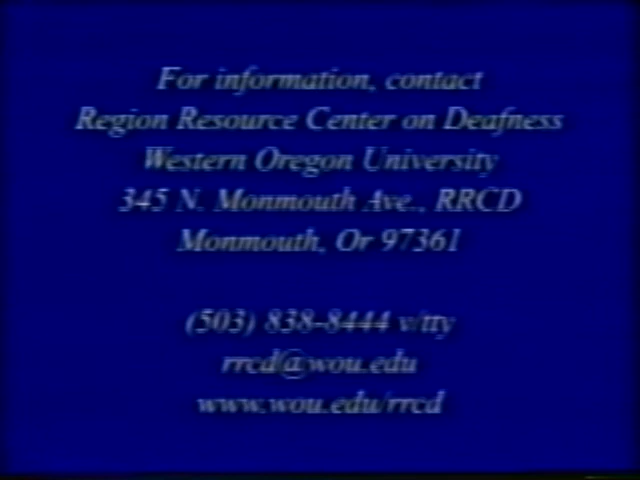 For information, contact
Region Resource Center on Deafness
Western Oregon University
345 N. Monmouth Ave., RRCD
Monmouth, Or 97361
(503) 838-8444 v/tty
rrcd@wou.edu
www.wou.edu/rrcd